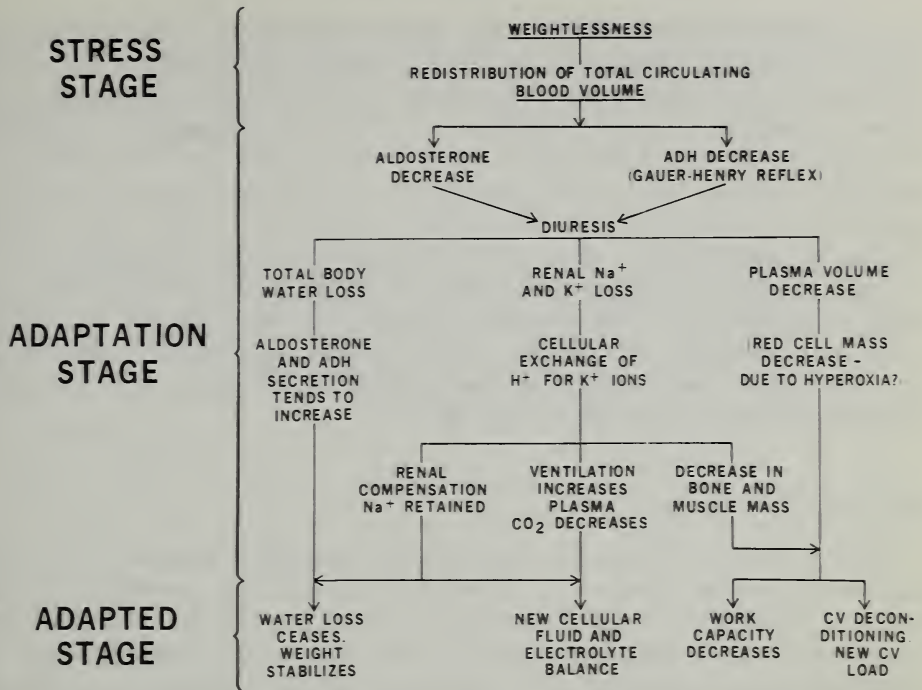 STRESS
STAGE
WEIGHTLESSNESS
REDISTRIBUTION OF TOTAL CIRCULATING
BLOOD VOLUME
ADAPTATION
STAGE
ALDOSTERONE
DECREASE
ADH DECREASE
(GAUER-HENRY REFLEX)
DIURESIS
TOTAL BODY
WATER LOSS
RENAL Na+
AND K+ LOSS
PLASMA VOLUME
DECREASE
ALDOSTERONE
AND ADH
SECRETION
TENDS TO
INCREASE
CELLULAR
EXCHANGE OF
H+ FOR K+ IONS
(RED CELL MASS
DECREASE -
DUE TO HYPEROXIA?)
RENAL
COMPENSATION
Na+ RETAINED
VENTILATION
INCREASES
PLASMA
CO2 DECREASES
DECREASE IN
BONE AND
MUSCLE MASS
ADAPTED
STAGE
WATER LOSS
CEASES.
WEIGHT
STABILIZES
NEW CELLULAR
FLUID AND
ELECTROLYTE
BALANCE
WORK
CAPACITY
DECREASES
CV DECON-
DITIONING.
NEW CV
LOAD